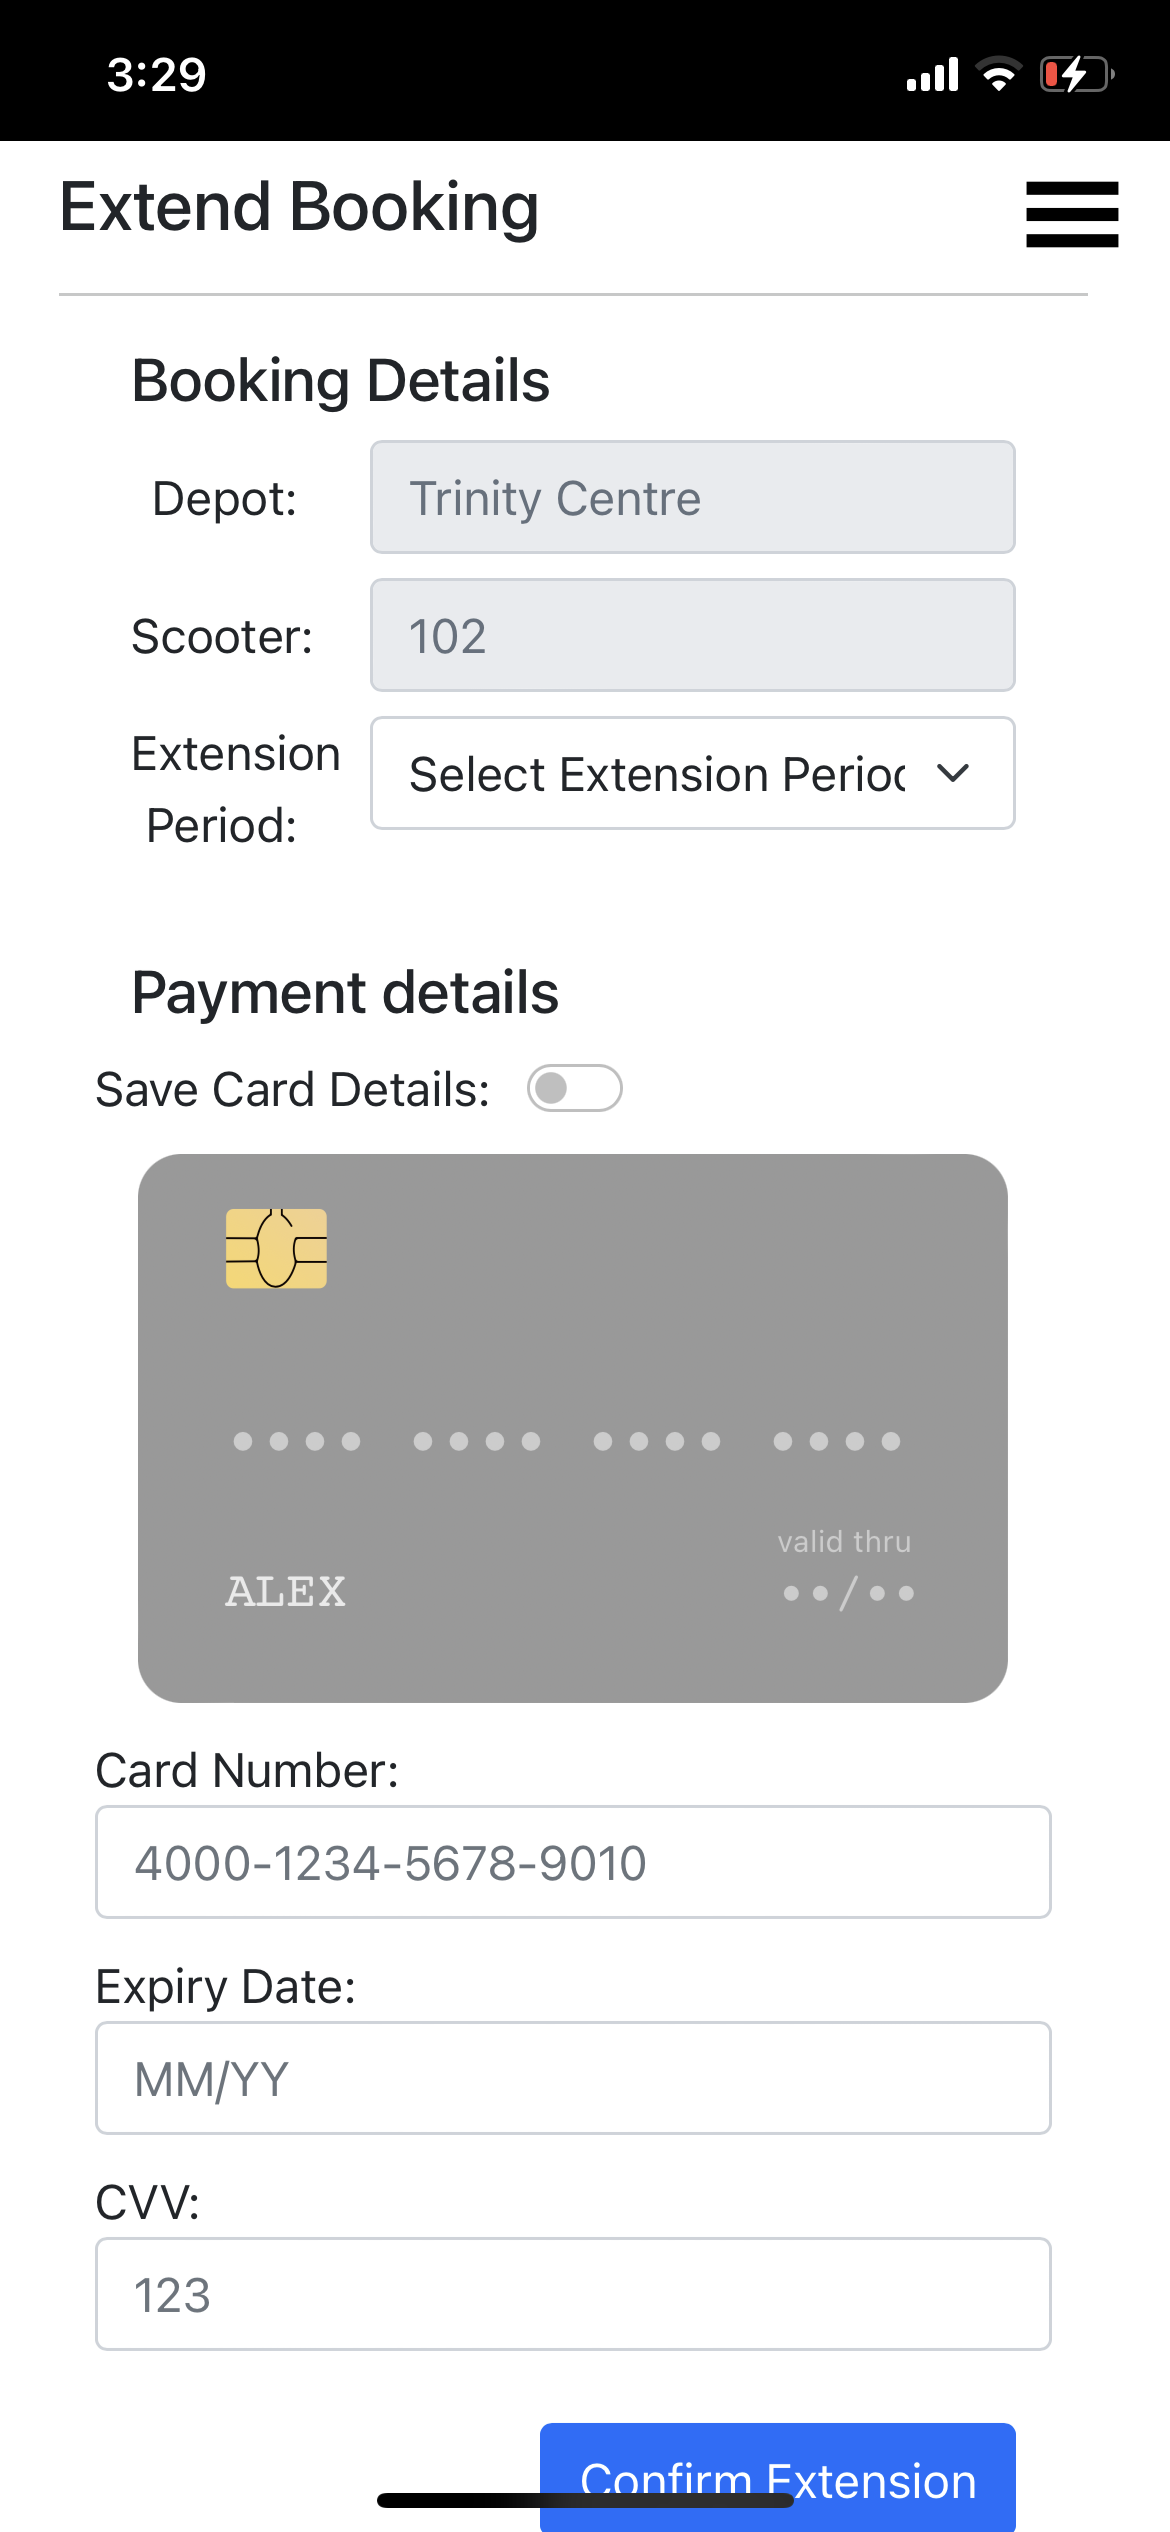 3:29
Extend Booking
Booking Details
Depot:
Trinity Centre
Scooter:
102
Extension
Period:
Select Extension Perioc
Payment details
Save Card Details:
•••• •••• •••• ••••
valid thru
ALEX
••/••
Card Number:
4000-1234-5678-9010
Expiry Date:
MM/YY
CVV:
123
Confirm Extension